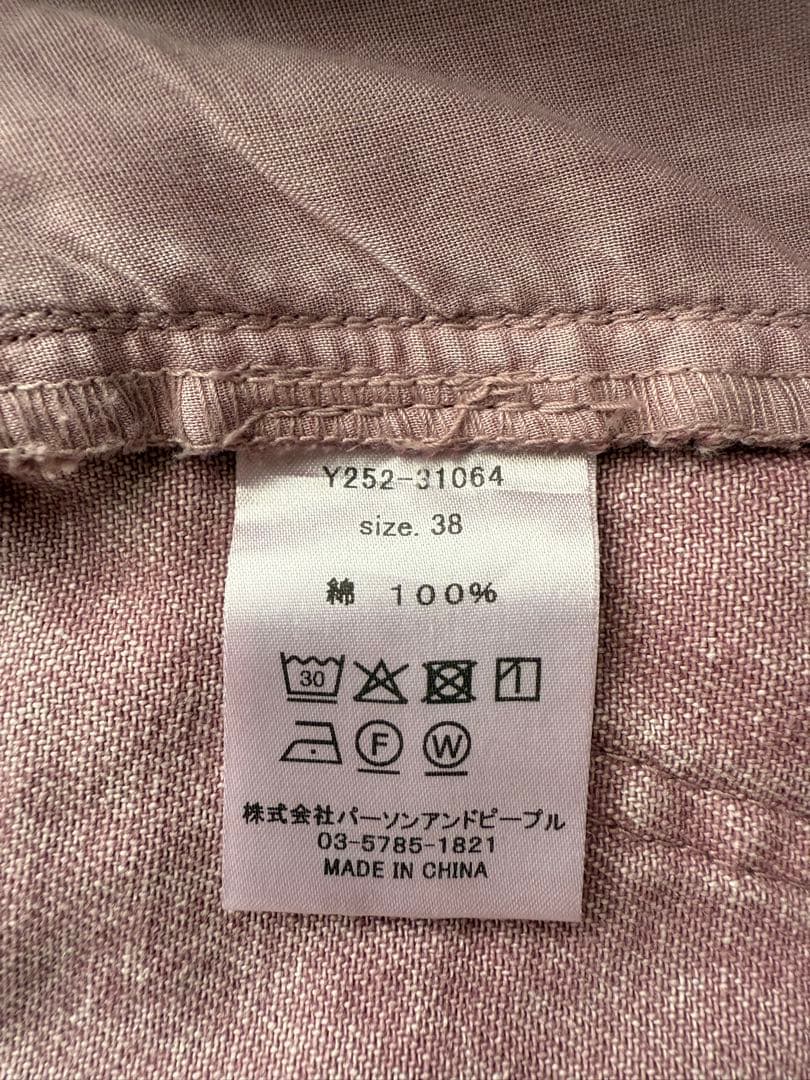 Y252-31064
size. 38
綿 100%
30
F W
株式会社パーソンアンドピープル
03-5785-1821
MADE IN CHINA